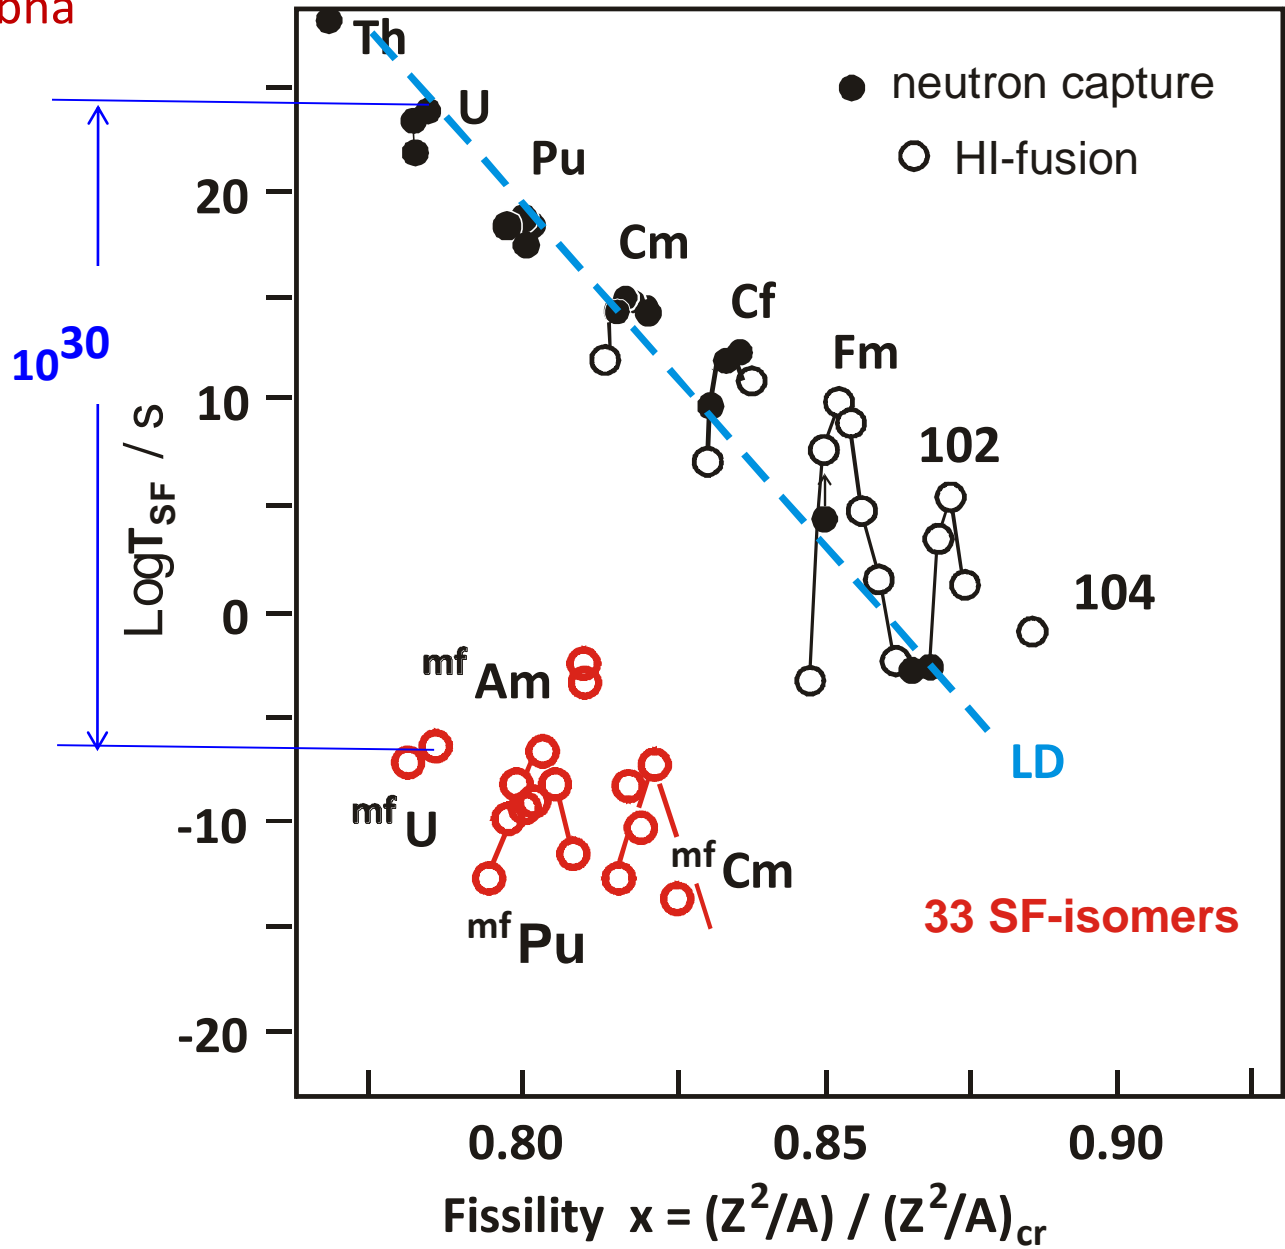 bna
Th
neutron capture
U
HI-fusion
Pu
20
Cm
Cf
10^30
Fm
10
102
LogT_SF / s
104
0
mf Am
LD
mf U
-10
mf Cm
33 SF-isomers
mf Pu
-20
0.80 0.85 0.90
Fissility x = (Z^2/A) / (Z^2/A)_cr